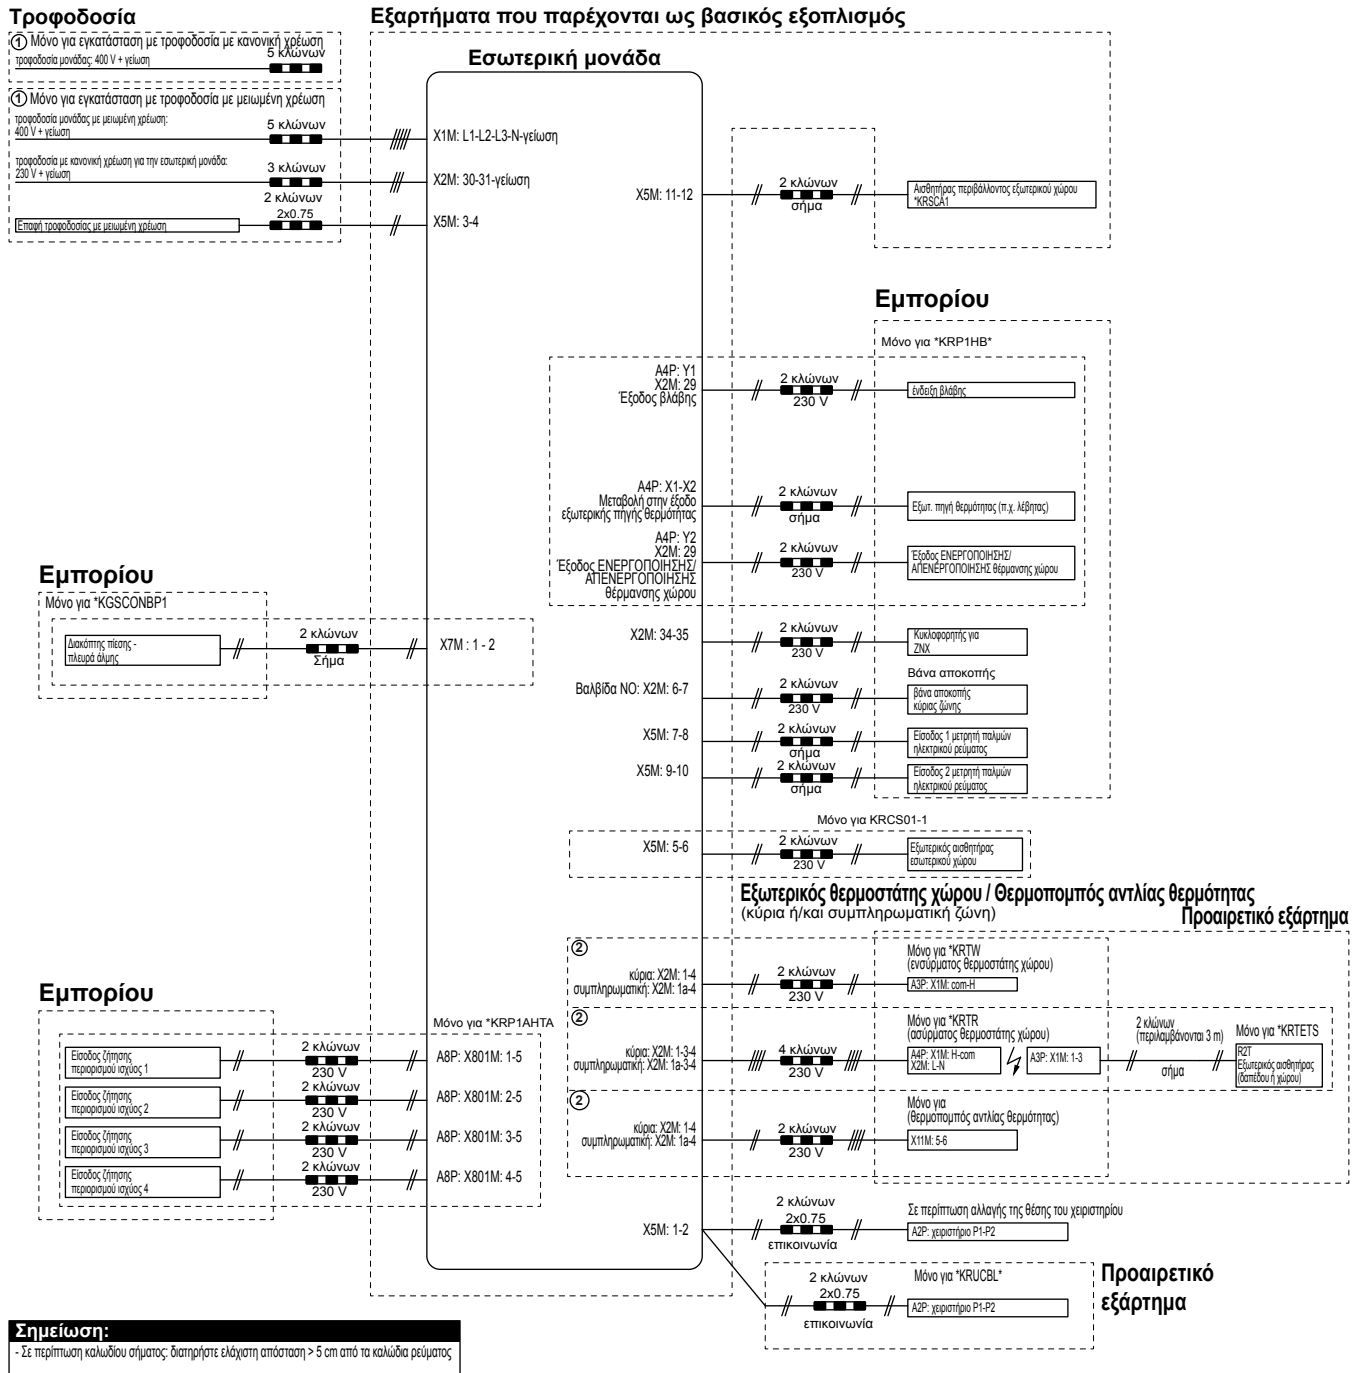 Τροφοδοσία
① Μόνο για εγκατάσταση με τροφοδοσία με κανονική χρέωση
5 κλώνων
τροφοδοσία μονάδας: 400 V + γείωση
① Μόνο για εγκατάσταση με τροφοδοσία με μειωμένη χρέωση
τροφοδοσία μονάδας με μειωμένη χρέωση:
400 V + γείωση
5 κλώνων
τροφοδοσία με κανονική χρέωση για την εσωτερική μονάδα:
230 V + γείωση
3 κλώνων
2 κλώνων
2x0.75
Επαφή τροφοδοσίας με μειωμένη χρέωση
Εξαρτήματα που παρέχονται ως βασικός εξοπλισμός
Εσωτερική μονάδα
X1M: L1-L2-L3-N-γείωση
X2M: 30-31-γείωση
X5M: 3-4
X5M: 11-12
2 κλώνων
σήμα
Αισθητήρας περιβάλλοντος εξωτερικού χώρου
*KRSCA1
Εμπορίου
Μόνο για *KRP1HB*
A4P: Y1
X2M: 29
Έξοδος βλάβης
2 κλώνων
230 V
ένδειξη βλάβης
A4P: X1-X2
Μεταβολή στην έξοδο
εξωτερικής πηγής θερμότητας
2 κλώνων
σήμα
Εξωτ. πηγή θερμότητας (π.χ. λέβητας)
A4P: Y2
X2M: 29
Έξοδος ΕΝΕΡΓΟΠΟΙΗΣΗΣ/
ΑΠΕΝΕΡΓΟΠΟΙΗΣΗΣ
θέρμανσης χώρου
2 κλώνων
230 V
Έξοδος ΕΝΕΡΓΟΠΟΙΗΣΗΣ/
ΑΠΕΝΕΡΓΟΠΟΙΗΣΗΣ θέρμανσης χώρου
Εμπορίου
Μόνο για *KGSCONBP1
Διακόπτης πίεσης -
πλευρά άλμης
2 κλώνων
Σήμα
X7M : 1 - 2
X2M: 34-35
2 κλώνων
230 V
Κυκλοφορητής για
ΖΝΧ
Βάνα αποκοπής
Βαλβίδα NO: X2M: 6-7
2 κλώνων
230 V
βάνα αποκοπής
κύριας ζώνης
X5M: 7-8
2 κλώνων
σήμα
Είσοδος 1 μετρητή παλμών
ηλεκτρικού ρεύματος
X5M: 9-10
2 κλώνων
σήμα
Είσοδος 2 μετρητή παλμών
ηλεκτρικού ρεύματος
Μόνο για KRCS01-1
X5M: 5-6
2 κλώνων
230 V
Εξωτερικός αισθητήρας
εσωτερικού χώρου
Εξωτερικός θερμοστάτης χώρου / Θερμοπομπός αντλίας θερμότητας
(κύρια ή/και συμπληρωματική ζώνη)
Προαιρετικό εξάρτημα
②
κύρια: X2M: 1-4
συμπληρωματική: X2M: 1a-4
2 κλώνων
230 V
Μόνο για *KRTW
(ενσύρματος θερμοστάτης χώρου)
A3P: X1M: com-H
②
κύρια: X2M: 1-3-4
συμπληρωματική: X2M: 1a-3-4
4 κλώνων
230 V
Μόνο για *KRTR
(ασύρματος θερμοστάτης χώρου)
A4P: X1M: H-com
X2M: L-N
A3P: X1M: 1-3
2 κλώνων
(περιλαμβάνονται 3 m)
σήμα
Μόνο για *KRTETS
R2T
Εξωτερικός αισθητήρας
(δαπέδου ή χώρου)
②
κύρια: X2M: 1-4
συμπληρωματική: X2M: 1a-4
2 κλώνων
230 V
Μόνο για
(θερμοπομπός αντλίας θερμότητας)
X11M: 5-6
Εμπορίου
Μόνο για *KRP1AHTA
Είσοδος ζήτησης
περιορισμού ισχύος 1
2 κλώνων
230 V
A8P: X801M: 1-5
Είσοδος ζήτησης
περιορισμού ισχύος 2
2 κλώνων
230 V
A8P: X801M: 2-5
Είσοδος ζήτησης
περιορισμού ισχύος 3
2 κλώνων
230 V
A8P: X801M: 3-5
Είσοδος ζήτησης
περιορισμού ισχύος 4
2 κλώνων
230 V
A8P: X801M: 4-5
X5M: 1-2
2 κλώνων
2x0.75
επικοινωνία
Σε περίπτωση αλλαγής της θέσης του χειριστηρίου
A2P: χειριστήριο P1-P2
2 κλώνων
2x0.75
επικοινωνία
Μόνο για *KRUCBL*
A2P: χειριστήριο P1-P2
Προαιρετικό
εξάρτημα
Σημείωση:
- Σε περίπτωση καλωδίου σήματος: διατηρήστε ελάχιστη απόσταση > 5 cm από τα καλώδια ρεύματος